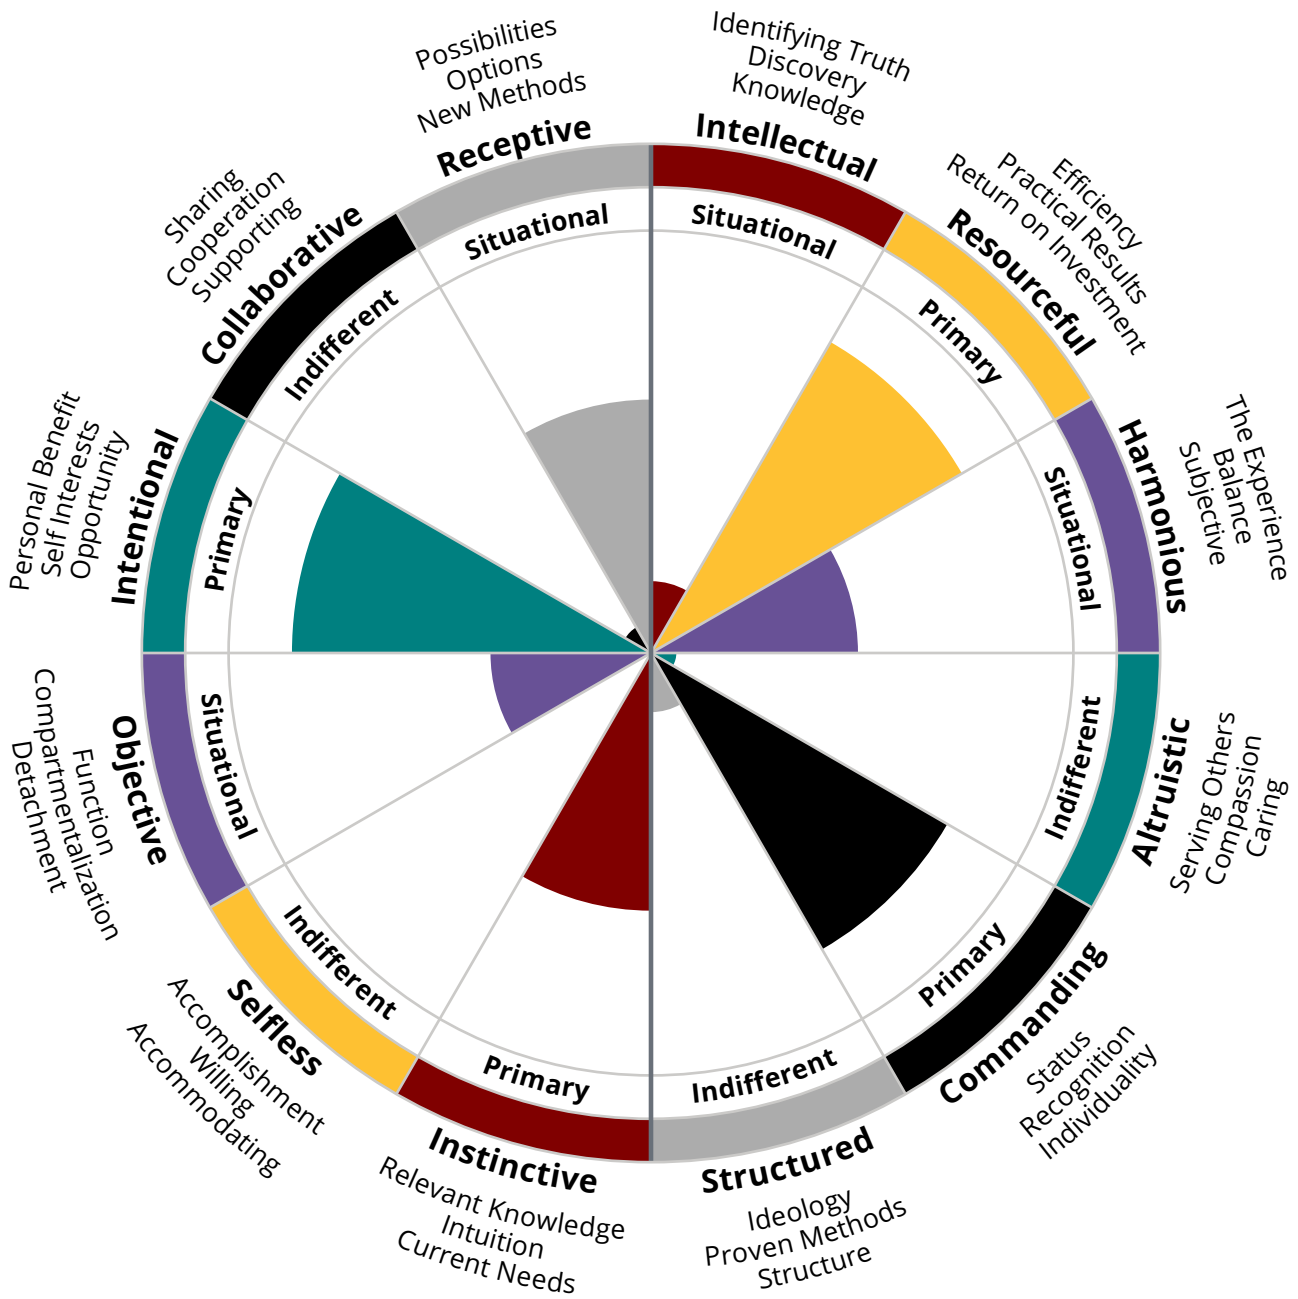 Identifying Truth
Discovery
Knowledge
Intellectual
Situational
Efficiency
Practical Results
Return on Investment
Resourceful
Primary
The Experience
Balance
Subjective
Harmonious
Situational
Altruistic
Serving Others
Compassion
Caring
Indifferent
Commanding
Status
Recognition
Individuality
Primary
Indifferent
Structured
Ideology
Proven Methods
Structure
Primary
Instinctive
Relevant Knowledge
Intuition
Current Needs
Indifferent
Selfless
Accomplishment
Willing
Accommodating
Situational
Objective
Function
Compartmentalization
Detachment
Personal Benefit
Self Interests
Opportunity
Intentional
Primary
Sharing
Cooperation
Supporting
Collaborative
Indifferent
Possibilities
Options
New Methods
Receptive
Situational